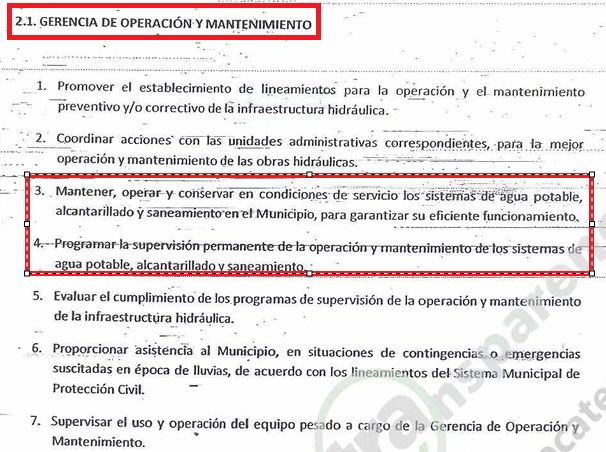 2.1. GERENCIA DE OPERACIÓN Y MANTENIMIENTO
1. Promover el establecimiento de lineamientos para la operación y el mantenimiento
preventivo y/o correctivo de la infraestructura hidráulica.
2. Coordinar acciones con las unidades administrativas correspondientes, para la mejor
operación y mantenimiento de las obras hidráulicas.
3. Mantener, operar y conservar en condiciones de servicio los sistemas de agua potable,
alcantarillado y saneamiento en el Municipio, para garantizar su eficiente funcionamiento.
4. Programar la supervisión permanente de la operación y mantenimiento de los sistemas de
agua potable, alcantarillado y saneamiento.
5. Evaluar el cumplimiento de los programas de supervisión de la operación y mantenimiento
de la infraestructura hidráulica.
6. Proporcionar asistencia al Municipio, en situaciones de contingencias o emergencias
suscitadas en época de lluvias, de acuerdo con los lineamientos del Sistema Municipal de
Protección Civil.
7. Supervisar el uso y operación del equipo pesado a cargo de la Gerencia de Operación y
Mantenimiento.
transparenc
ecate